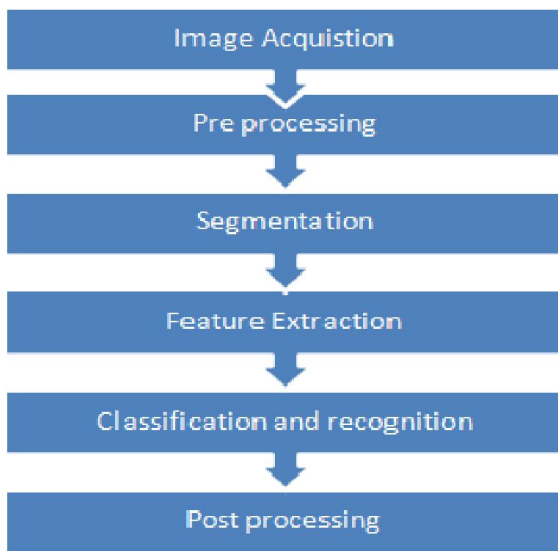 Image Acquistion
Pre processing
Segmentation
Feature Extraction
Classification and recognition
Post processing